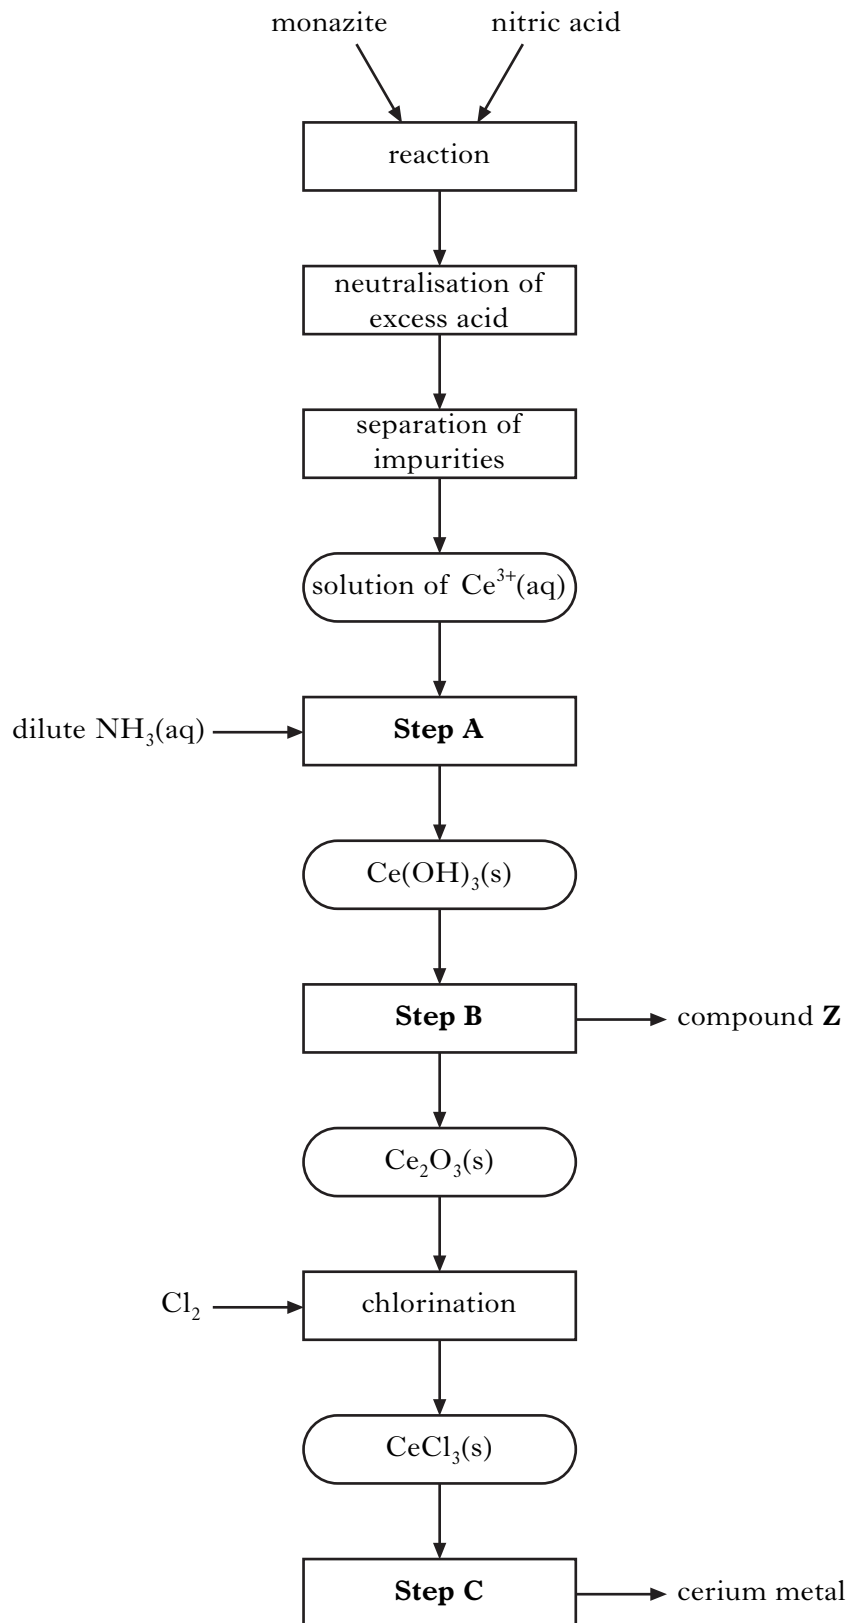 monazite
nitric acid
reaction
neutralisation of
excess acid
separation of
impurities
solution of Ce³⁺(aq)
dilute NH₃(aq)
Step A
Ce(OH)₃(s)
Step B
compound Z
Ce₂O₃(s)
Cl₂
chlorination
CeCl₃(s)
Step C
cerium metal